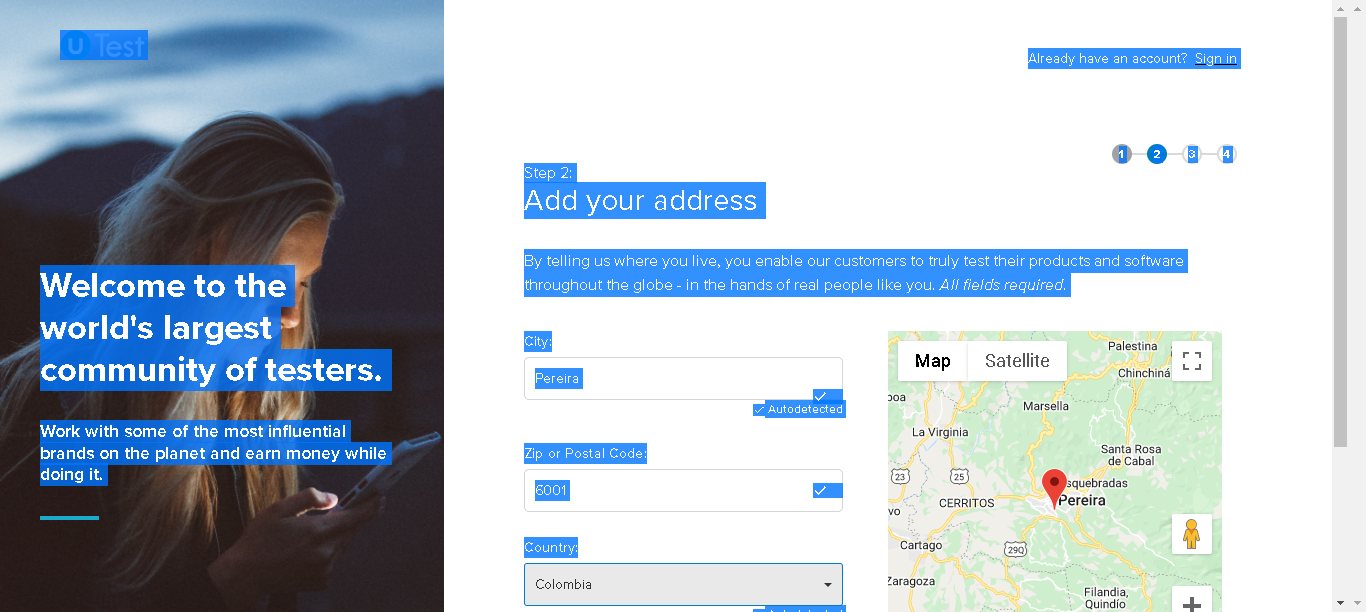 uTest
Already have an account? Sign in
1 2 3 4
Step 2:
Add your address
By telling us where you live, you enable our customers to truly test their products and software
throughout the globe - in the hands of real people like you. All fields required.
Welcome to the
world's largest
community of testers.
Work with some of the most influential
brands on the planet and earn money while
doing it.
City:
Pereira
Autodetected
Zip or Postal Code:
6001
Country:
Colombia
Map Satellite
Palestina
Chinchiná
Marsella
La Virginia
Santa Rosa
de Cabal
23
25
squebradas
CERRITOS
Pereira
Cartago
29Q
Zaragoza
Filandia,
Quindío